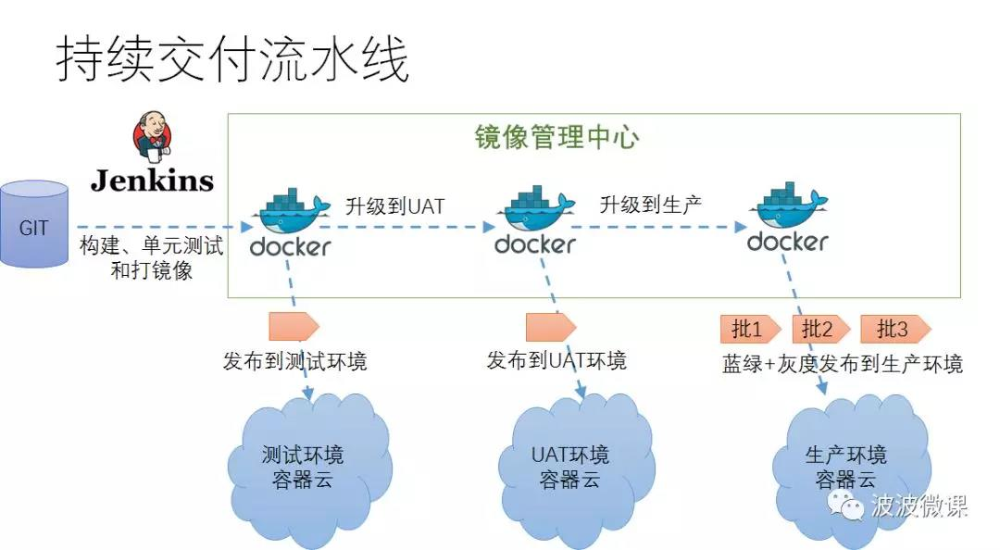 持续交付流水线
Jenkins
镜像管理中心
GIT
构建、单元测试
和打镜像
docker
升级到UAT
docker
升级到生产
docker
发布到测试环境
发布到UAT环境
批1
批2
批3
蓝绿+灰度发布到生产环境
测试环境
容器云
UAT环境
容器云
生产环境
容器云
波波微课